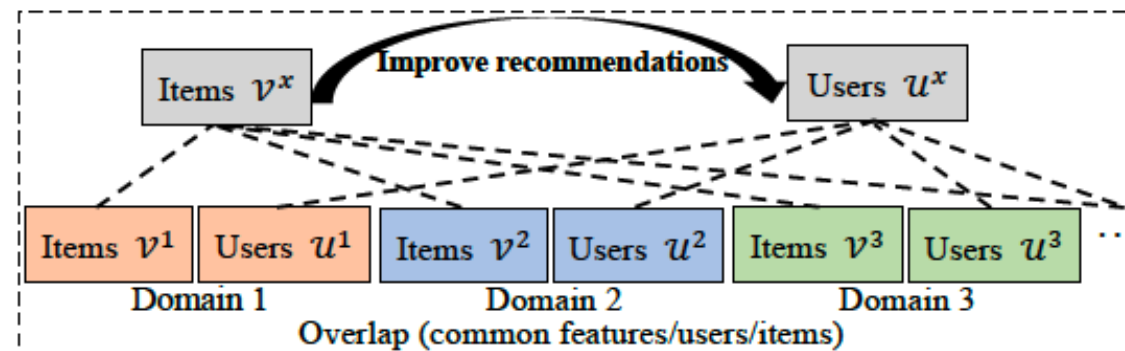 Improve recommendations
Items 𝒱ˣ
Users 𝒰ˣ
Items 𝒱¹ Users 𝒰¹ Items 𝒱² Users 𝒰² Items 𝒱³ Users 𝒰³ ...
Domain 1 Domain 2 Domain 3
Overlap (common features/users/items)